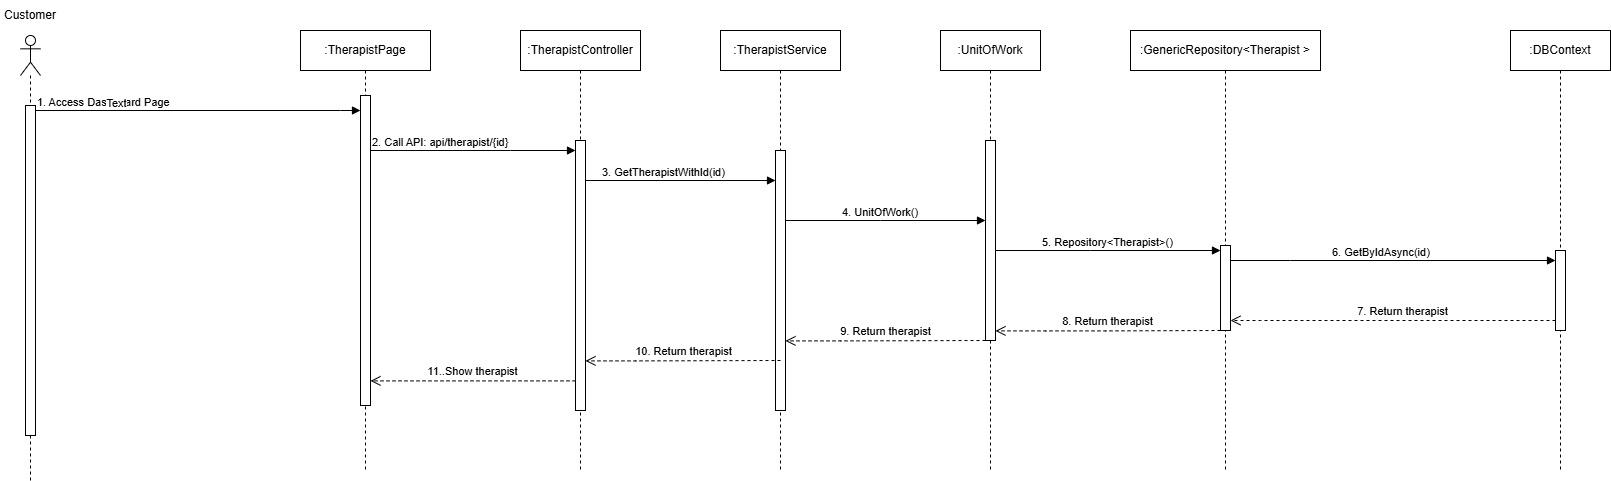 Customer
:TherapistPage
:TherapistController
:TherapistService
:UnitOfWork
:GenericRepository<Therapist >
:DBContext
1. Access Page
Text
2. Call API: api/therapist/{id}
3. GetTherapistWithId(id)
4. UnitOfWork()
5. Repository<Therapist>()
6. GetByIdAsync(id)
7. Return therapist
8. Return therapist
9. Return therapist
10. Return therapist
11..Show therapist